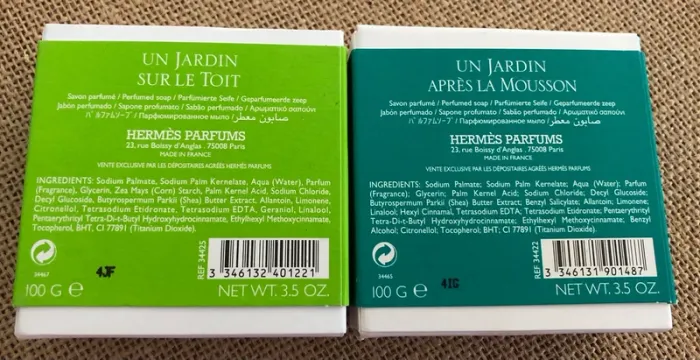 UN JARDIN
SUR LE TOIT
Savon parfumé / Perfumed soap / Parfümierte Seife / Geparfumeerde zeep
Jabón perfumado / Sapone profumato / Sabão perfumado / Αρωματικό σαπούνι
パルファムソープ / Парфюмированное мыло / صابون معطر
HERMÈS PARFUMS
23, rue Boissy d'Anglas . 75008 Paris
MADE IN FRANCE
VENTE EXCLUSIVE PAR LES DÉPOSITAIRES AGRÉÉS HERMÈS PARFUMS
INGREDIENTS: Sodium Palmate, Sodium Palm Kernelate, Aqua (Water), Parfum
(Fragrance), Glycerin, Zea Mays (Corn) Starch, Palm Kernel Acid, Sodium Chloride,
Decyl Glucoside, Butyrospermum Parkii (Shea) Butter Extract, Allantoin, Limonene,
Citronellol, Tetrasodium Etidronate, Tetrasodium EDTA, Geraniol, Linalool,
Pentaerythrityl Tetra-Di-t-Butyl Hydroxyhydrocinnamate, Ethylhexyl Methoxycinnamate,
Tocopherol, BHT, CI 77891 (Titanium Dioxide).
34467
4JF
REF 34425
3 346132 401221
100 G e
NET WT. 3.5 OZ.
UN JARDIN
APRÈS LA MOUSSON
Savon parfumé / Perfumed soap / Parfümierte Seife / Geparfumeerde zeep
Jabón perfumado / Sapone profumato / Sabão perfumado / Αρωματικό σαπούνι
パルファムソープ / Парфюмированное мыло / صابون معطر
HERMÈS PARFUMS
23, rue Boissy d'Anglas . 75008 Paris
MADE IN FRANCE
VENTE EXCLUSIVE PAR LES DÉPOSITAIRES AGRÉÉS HERMÈS PARFUMS
INGREDIENTS: Sodium Palmate; Sodium Palm Kernelate; Aqua (Water); Parfum
(Fragrance); Glycerin; Palm Kernel Acid; Sodium Chloride; Decyl Glucoside;
Butyrospermum Parkii (Shea) Butter Extract; Benzyl Salicylate; Allantoin; Limonene;
Linalool; Hexyl Cinnamal, Tetrasodium EDTA, Tetrasodium Etidronate, Pentaerythrityl
Tetra-Di-t-Butyl Hydroxyhydrocinnamate; Ethylhexyl Methoxycinnamate; Benzyl
Alcohol; Citronellol; Tocopherol, BHT; CI 77891 (Titanium Dioxide).
34465
41G
REF 34422
3 346131 901487
100 G e
NET WT. 3.5 OZ.